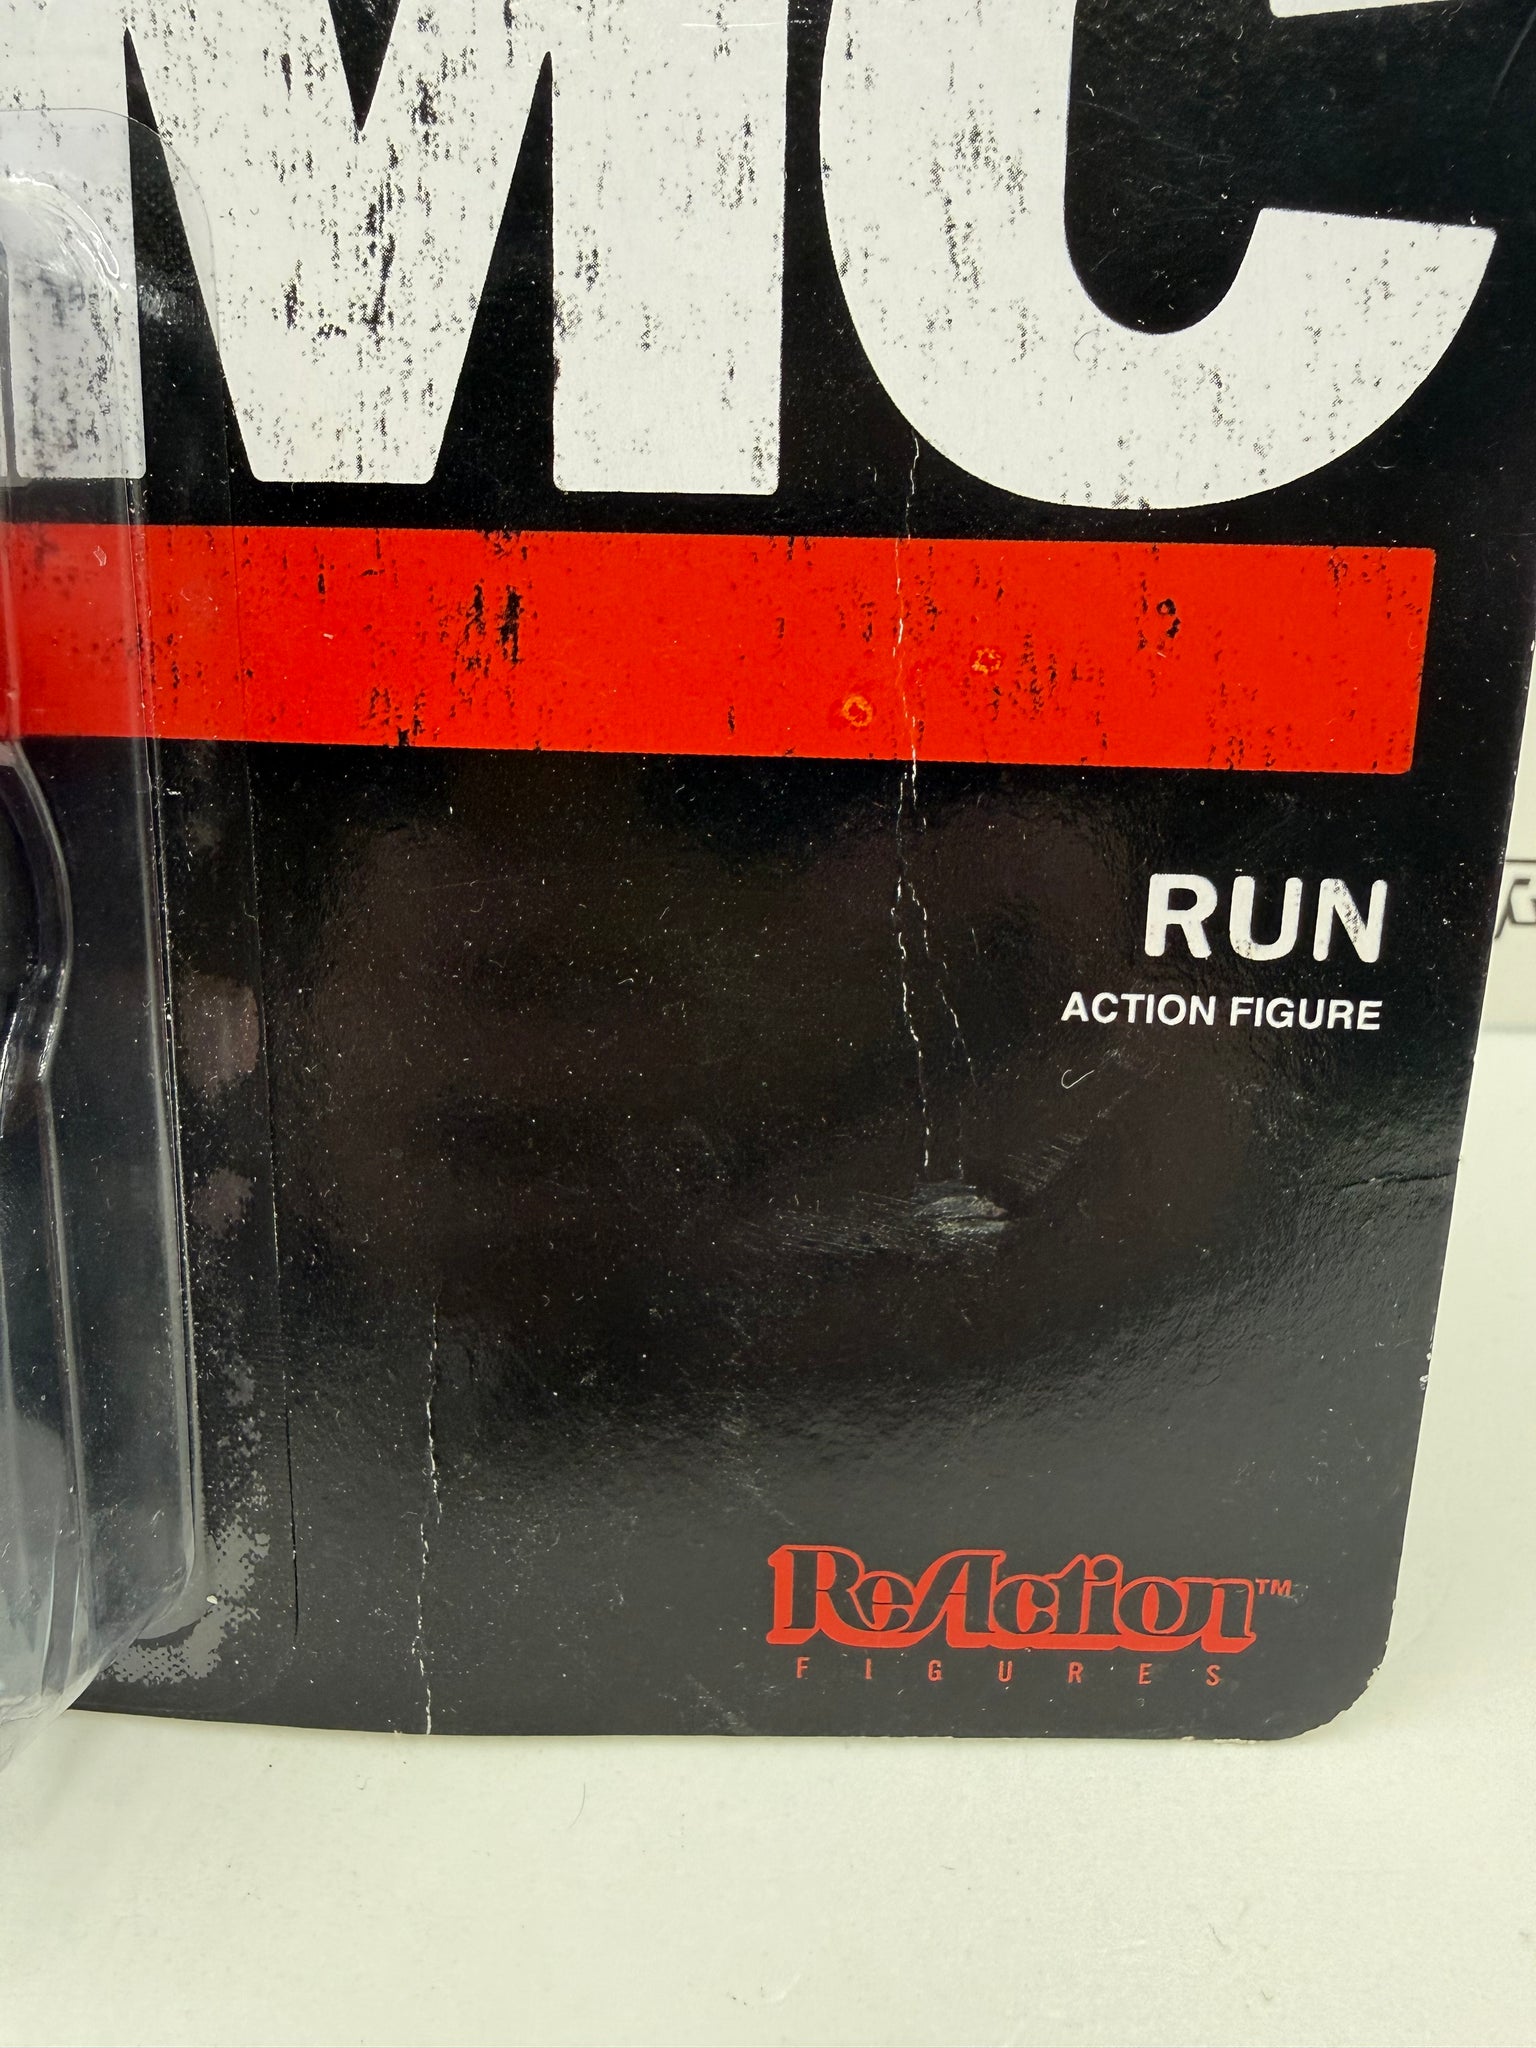 MC
RUN
ACTION FIGURE
ReAction™
FIGURES